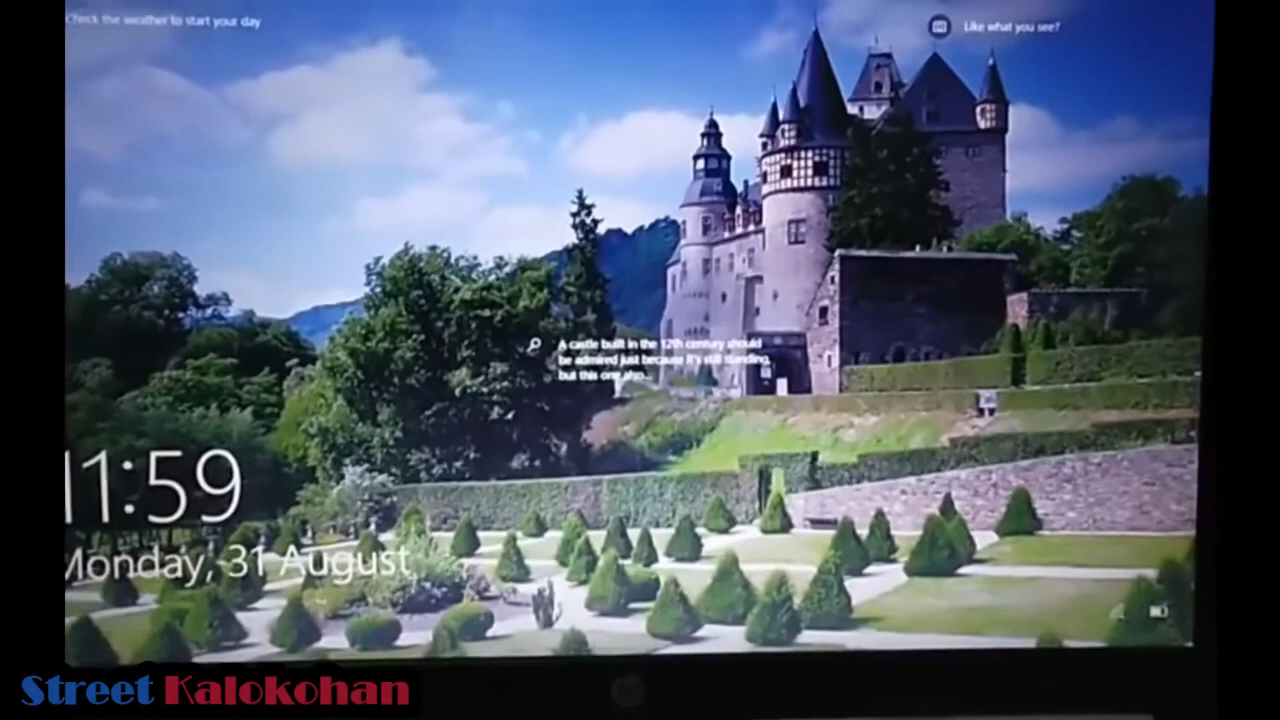 Check the weather to start your day
Like what you see?
A castle built in the 12th century should
be admired just because it's still standing,
but this one also...
11:59
Monday, 31 August
Street Kalokohan